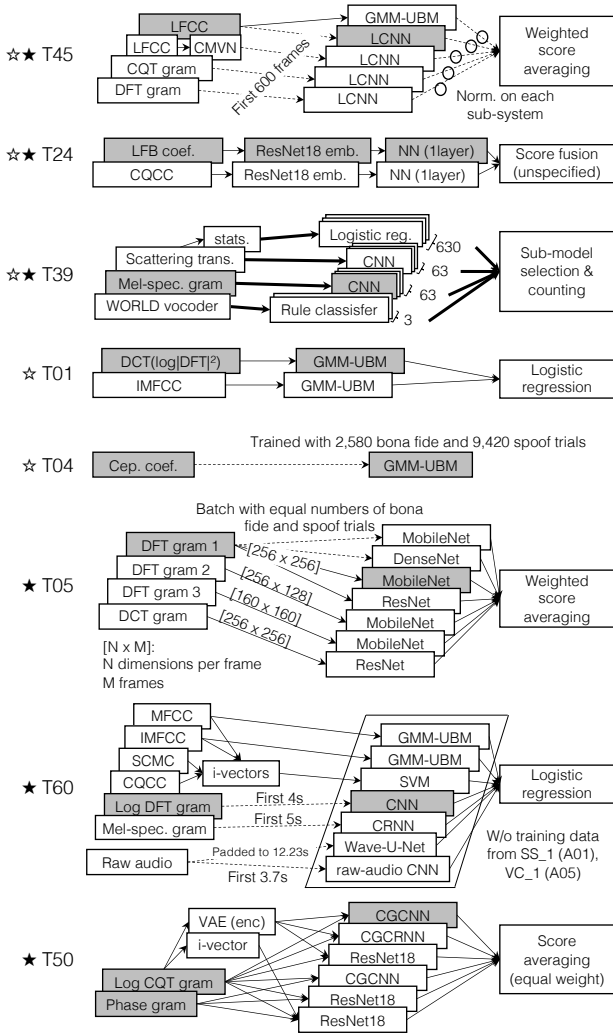 ☆★ T45
LFCC
LFCC
CMVN
CQT gram
DFT gram
First 600 frames
GMM-UBM
LCNN
LCNN
LCNN
LCNN
Weighted
score
averaging
Norm. on each
sub-system
☆★ T24
LFB coef.
ResNet18 emb.
NN (1layer)
CQCC
ResNet18 emb.
NN (1layer)
Score fusion
(unspecified)
☆★ T39
stats.
Logistic reg.
630
Scattering trans.
CNN
63
Mel-spec. gram
CNN
63
WORLD vocoder
Rule classisfer
3
Sub-model
selection &
counting
☆ T01
DCT(log|DFT|²)
GMM-UBM
IMFCC
GMM-UBM
Logistic
regression
☆ T04
Trained with 2,580 bona fide and 9,420 spoof trials
Cep. coef.
GMM-UBM
★ T05
Batch with equal numbers of bona
fide and spoof trials
DFT gram 1
DFT gram 2
DFT gram 3
DCT gram
[256 x 256]
[256 x 128]
[160 x 160]
[256 x 256]
MobileNet
DenseNet
MobileNet
ResNet
MobileNet
MobileNet
ResNet
Weighted
score
averaging
[N x M]:
N dimensions per frame
M frames
★ T60
MFCC
IMFCC
SCMC
CQCC
i-vectors
Log DFT gram
First 4s
Mel-spec. gram
First 5s
Raw audio
Padded to 12.23s
First 3.7s
GMM-UBM
GMM-UBM
SVM
CNN
CRNN
Wave-U-Net
raw-audio CNN
Logistic
regression
W/o training data
from SS_1 (A01),
VC_1 (A05)
★ T50
VAE (enc)
i-vector
Log CQT gram
Phase gram
CGCNN
CGCRNN
ResNet18
CGCNN
ResNet18
ResNet18
Score
averaging
(equal weight)